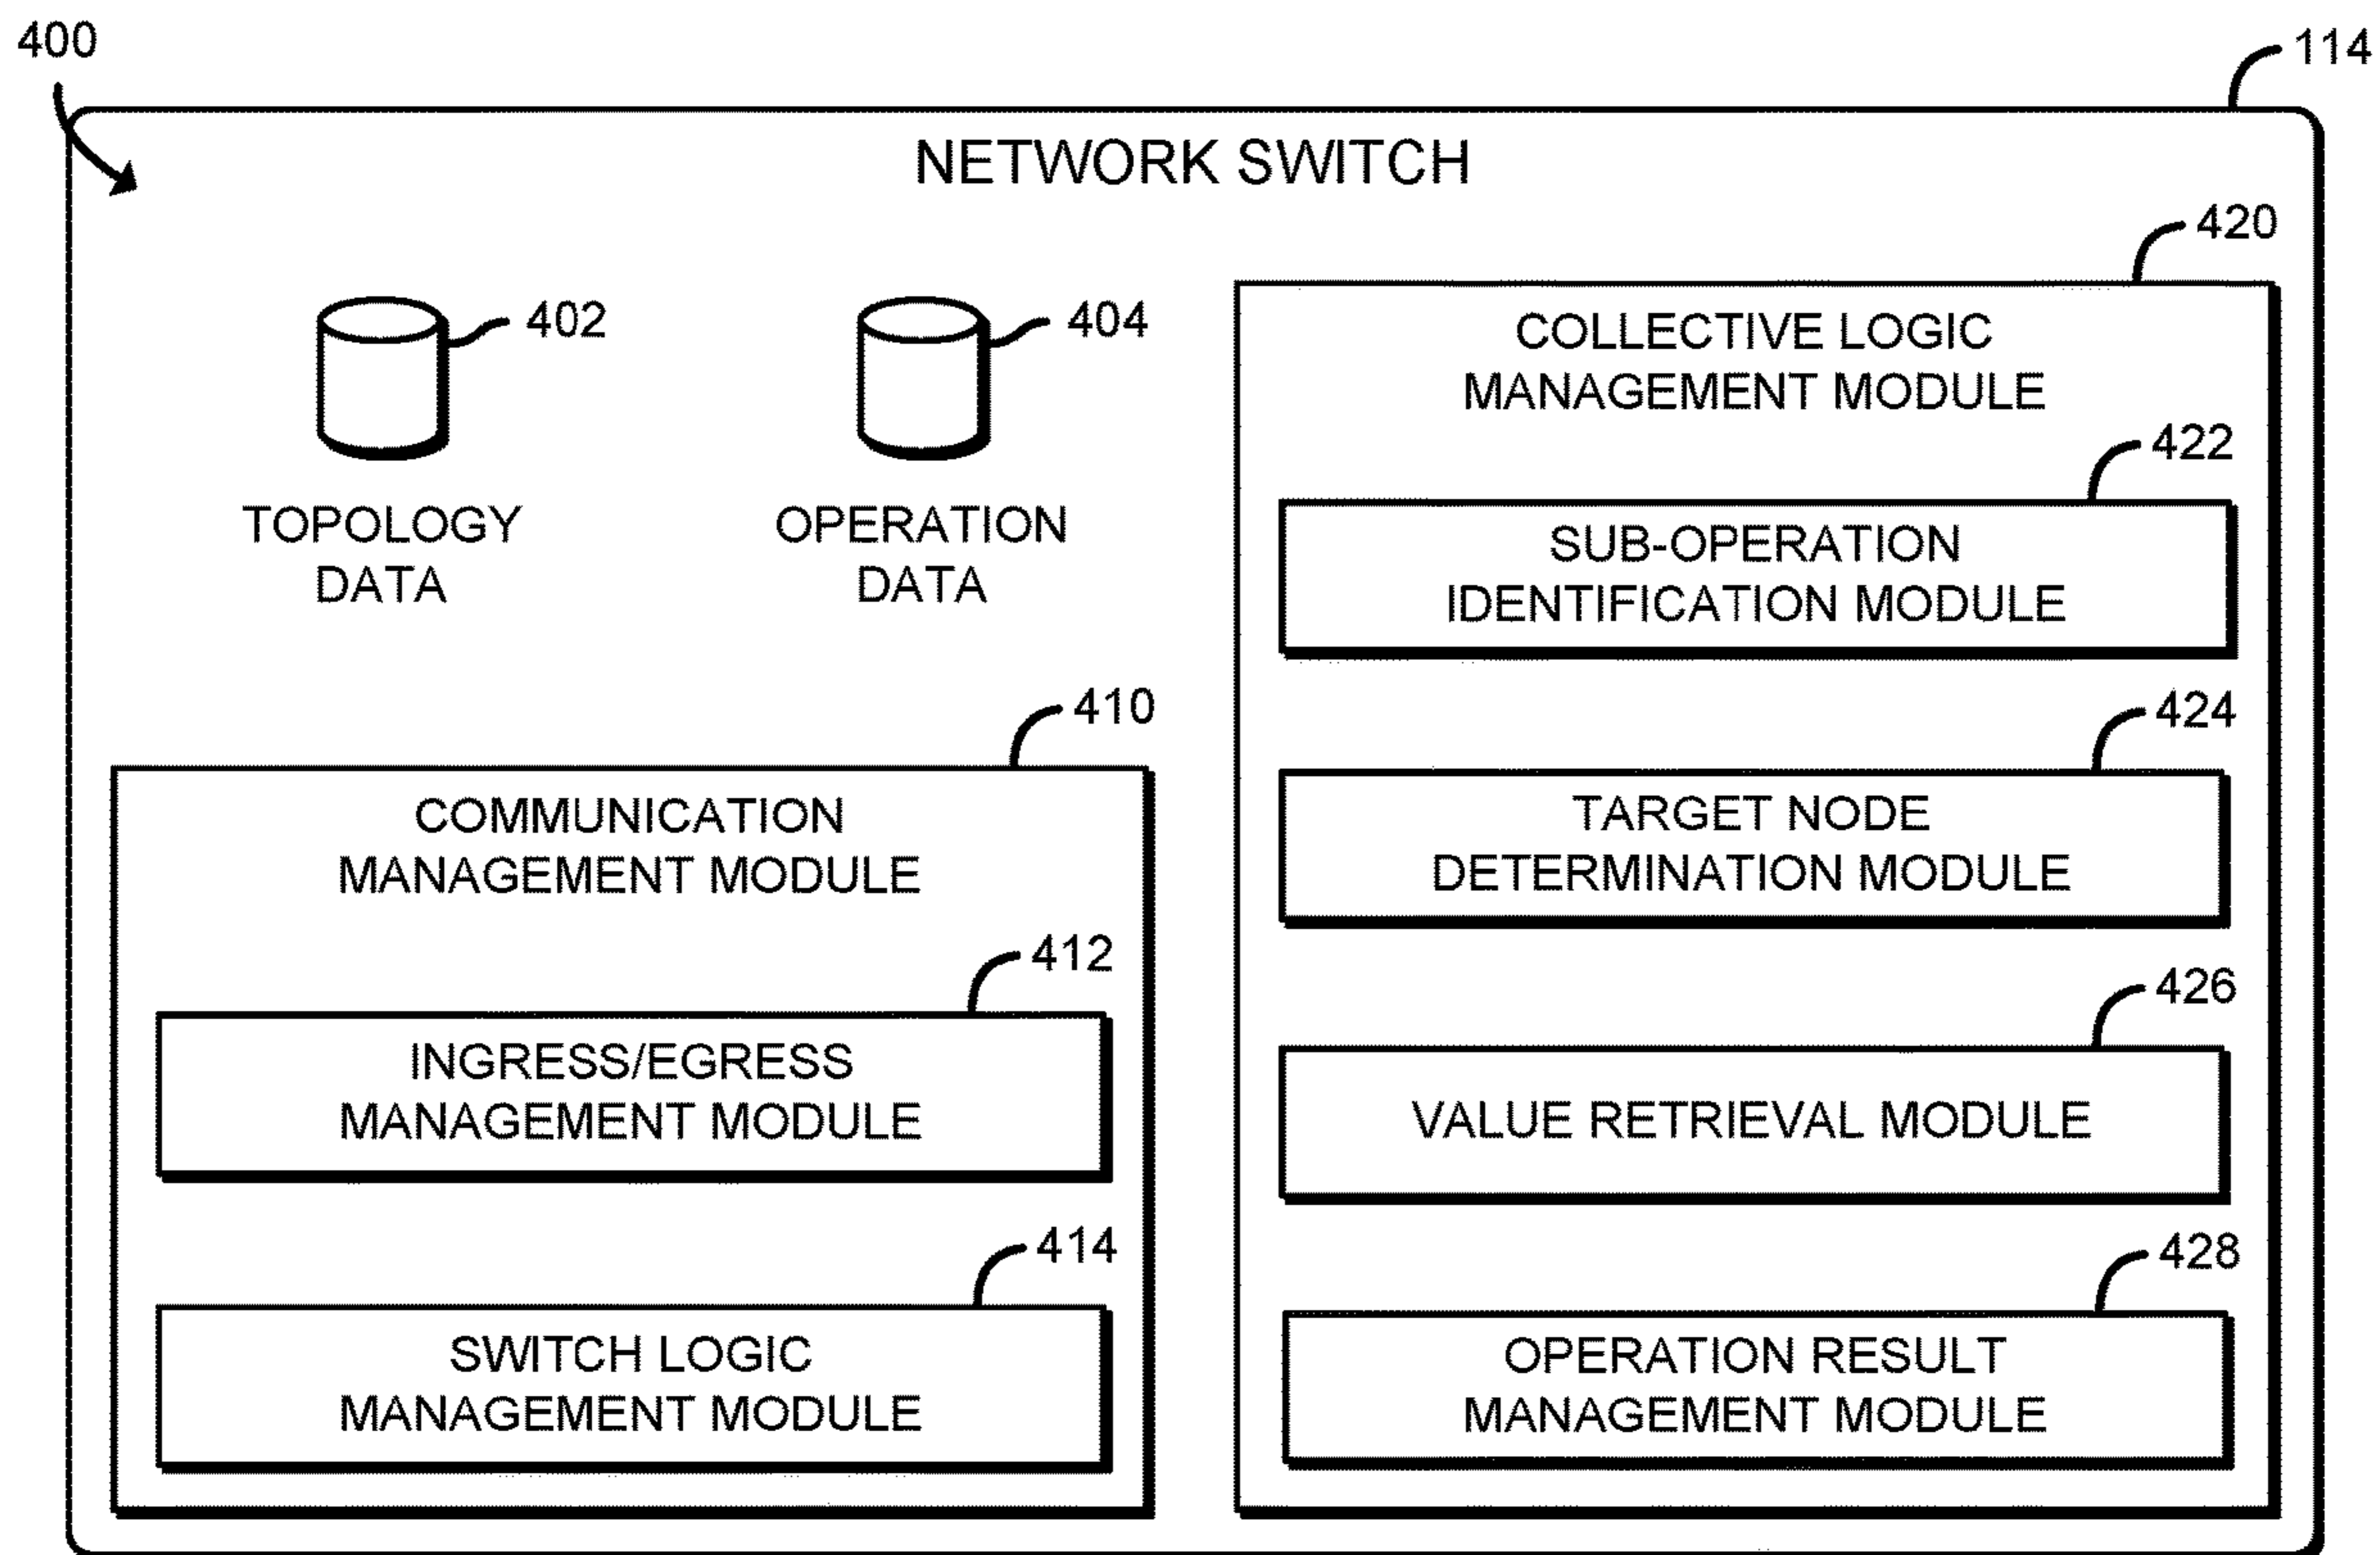 400
114
NETWORK SWITCH
402
TOPOLOGY
DATA
404
OPERATION
DATA
410
COMMUNICATION
MANAGEMENT MODULE
412
INGRESS/EGRESS
MANAGEMENT MODULE
414
SWITCH LOGIC
MANAGEMENT MODULE
420
COLLECTIVE LOGIC
MANAGEMENT MODULE
422
SUB-OPERATION
IDENTIFICATION MODULE
424
TARGET NODE
DETERMINATION MODULE
426
VALUE RETRIEVAL MODULE
428
OPERATION RESULT
MANAGEMENT MODULE